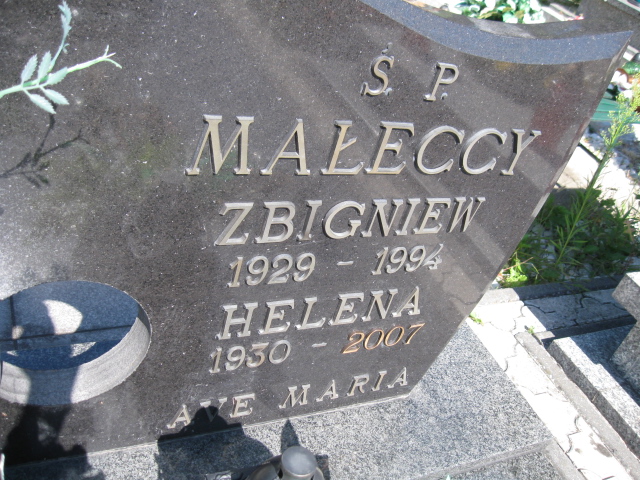 Ś. P.
MAŁECCY
ZBIGNIEW
1929 - 1994
HELENA
1930 - 2007
AVE MARIA